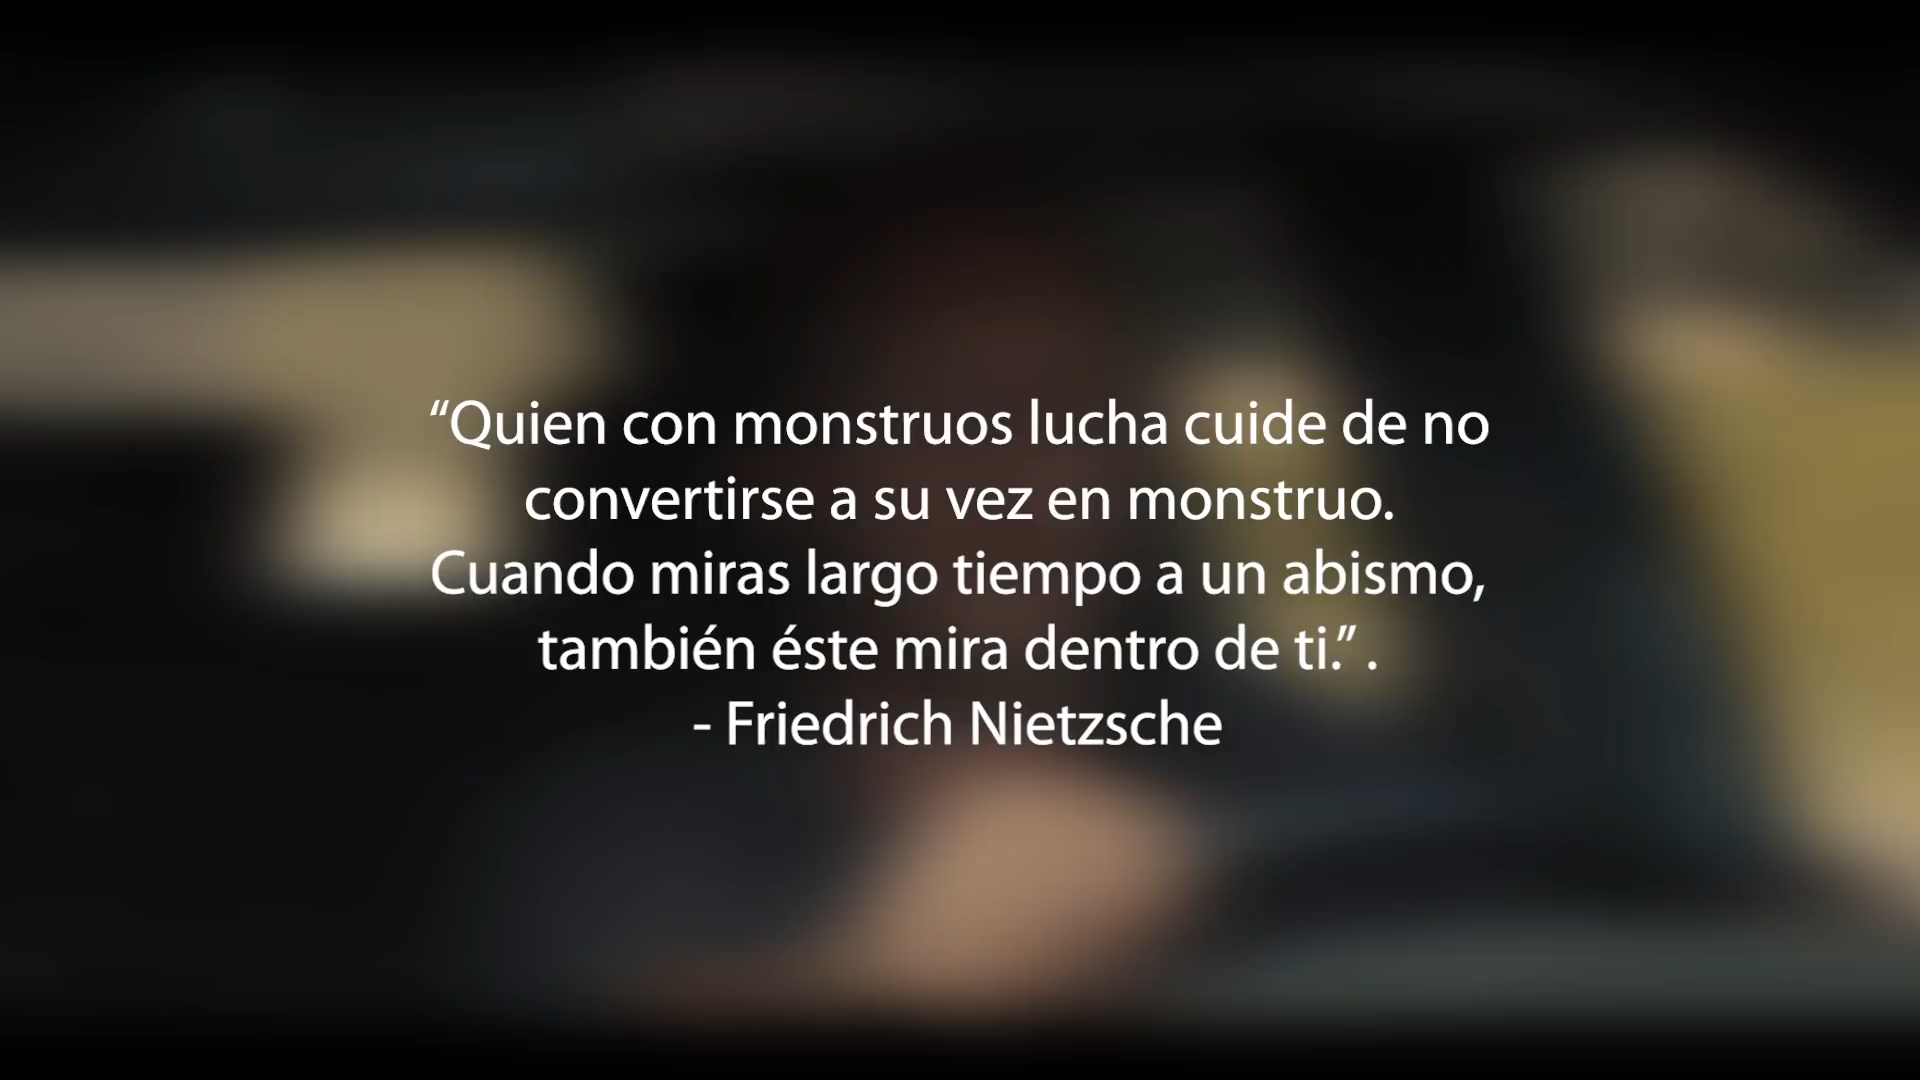 “Quien con monstruos lucha cuide de no
convertirse a su vez en monstruo.
Cuando miras largo tiempo a un abismo,
también éste mira dentro de ti.” .
- Friedrich Nietzsche